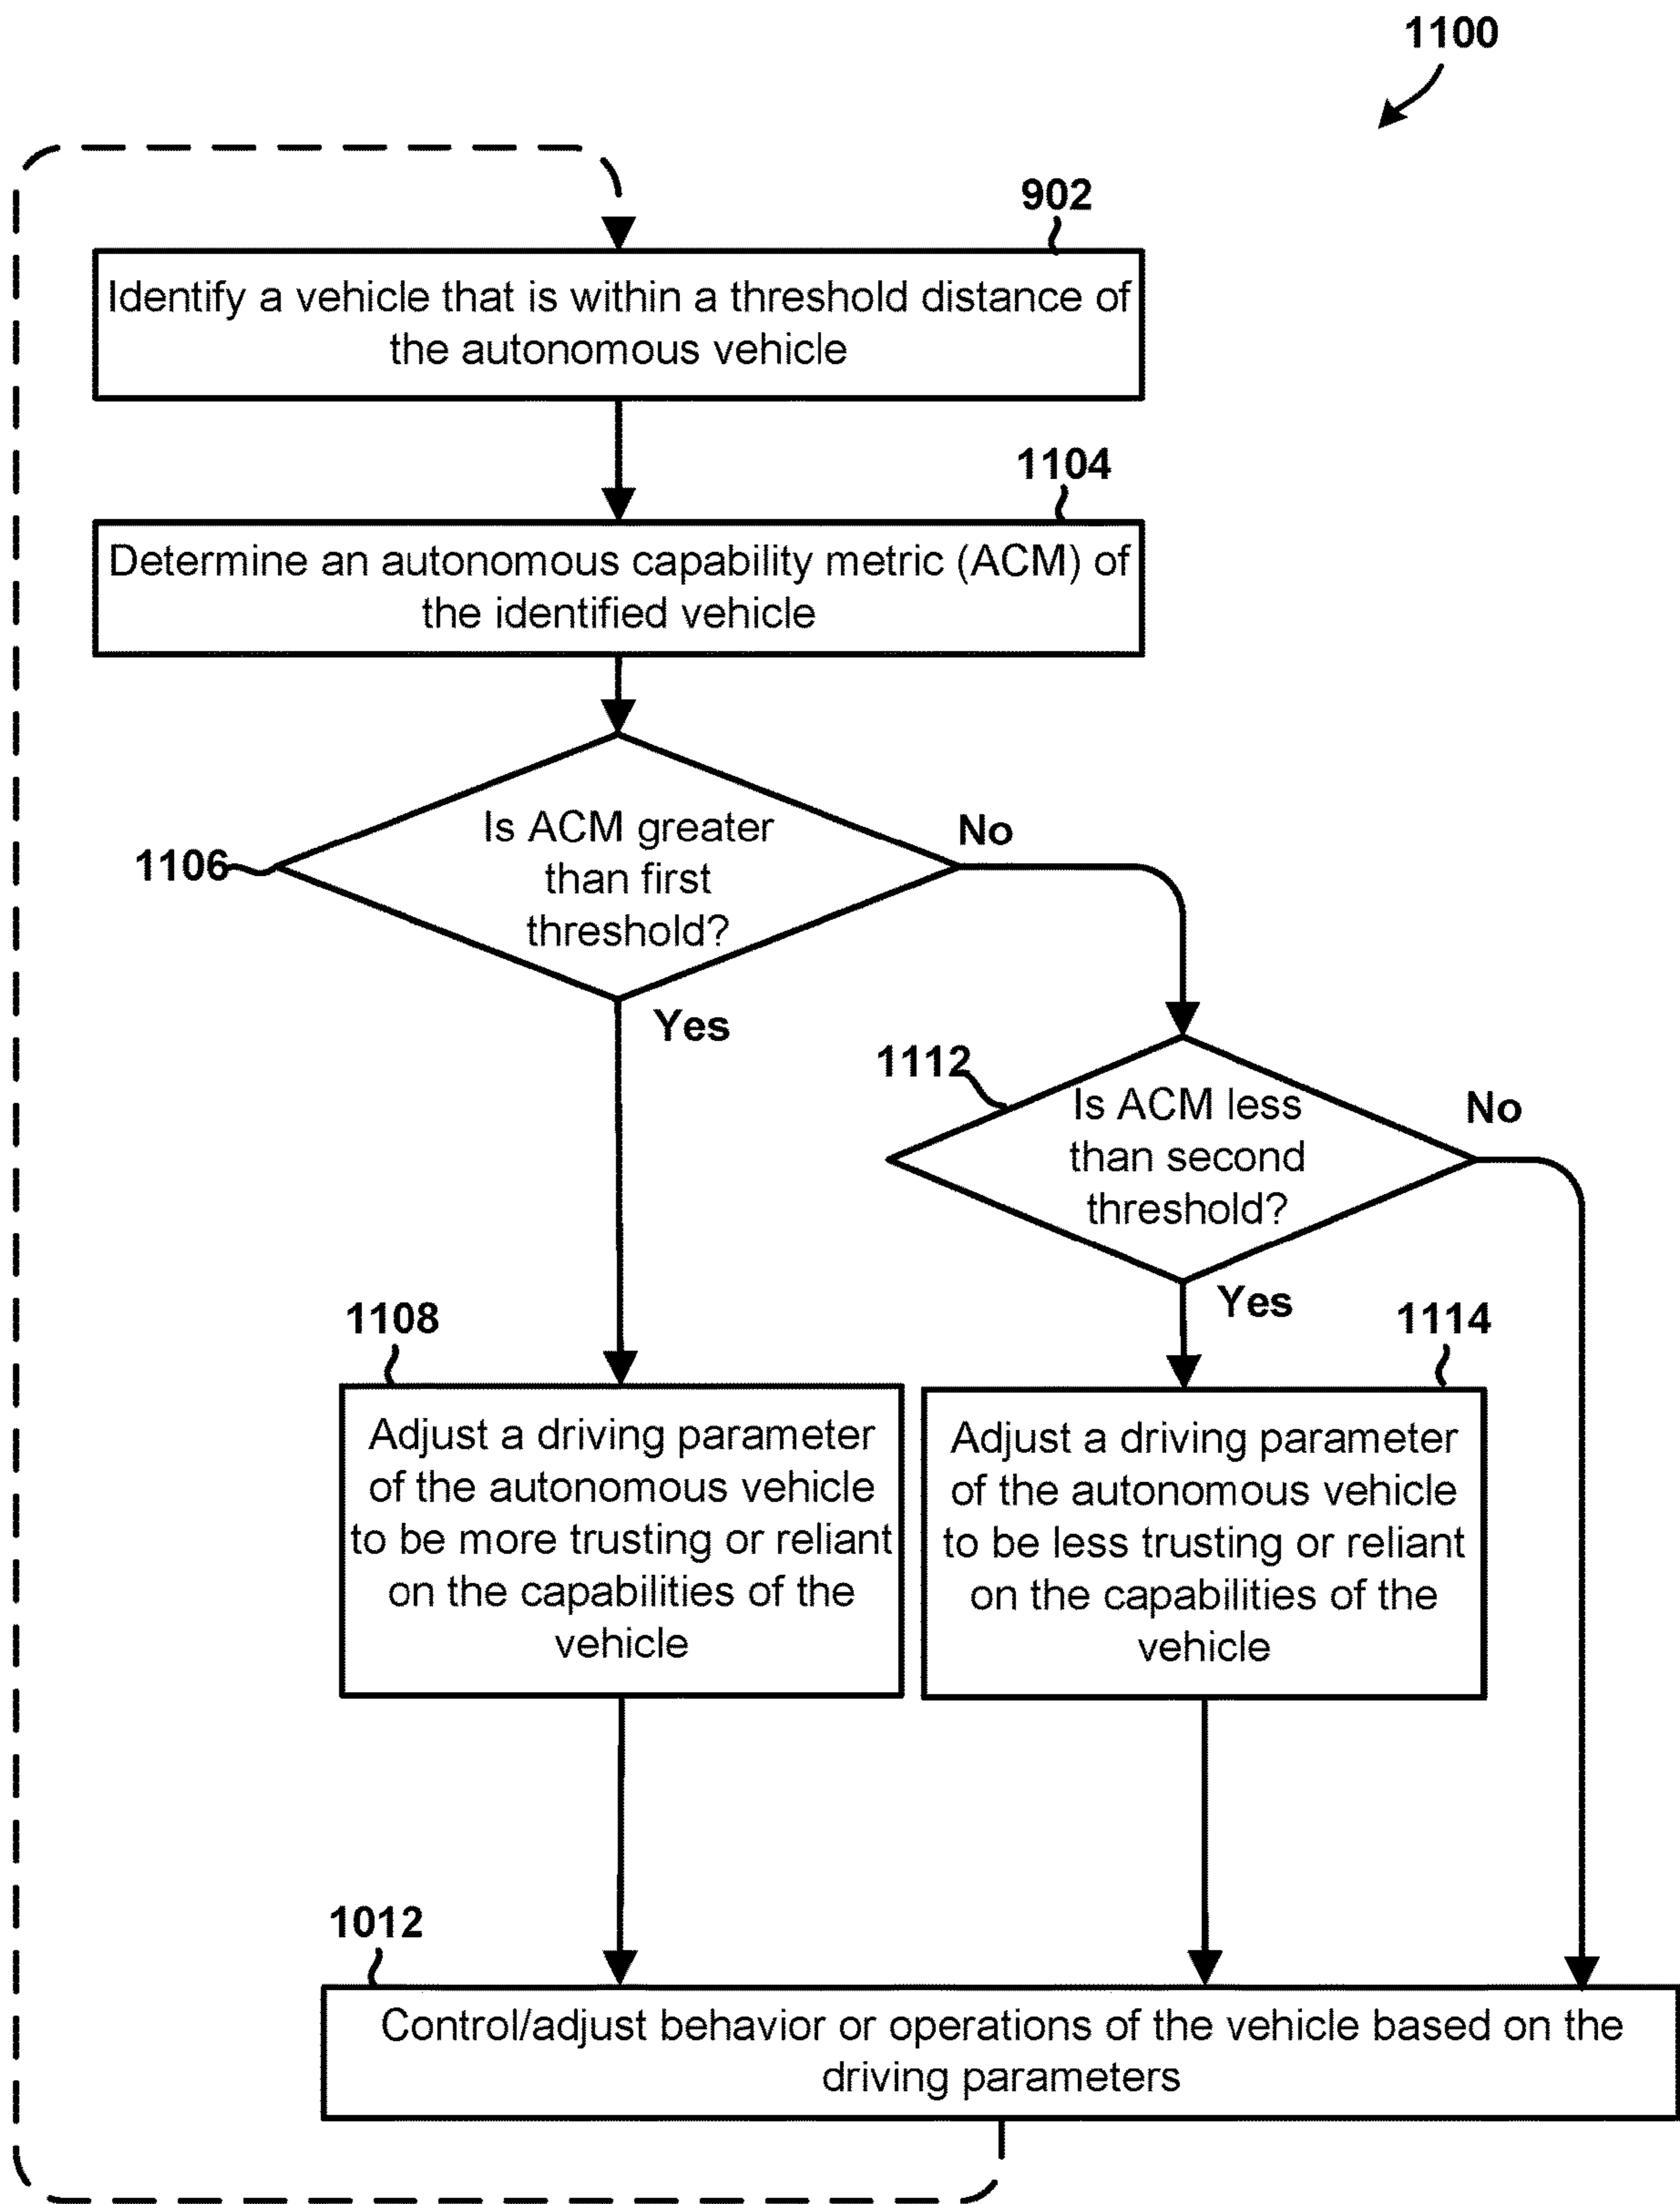 1100
902
Identify a vehicle that is within a threshold distance of
the autonomous vehicle
1104
Determine an autonomous capability metric (ACM) of
the identified vehicle
1106
Is ACM greater
than first
threshold?
No
Yes
1112
Is ACM less
than second
threshold?
No
Yes
1108
Adjust a driving parameter
of the autonomous vehicle
to be more trusting or reliant
on the capabilities of the
vehicle
1114
Adjust a driving parameter
of the autonomous vehicle
to be less trusting or reliant
on the capabilities of the
vehicle
1012
Control/adjust behavior or operations of the vehicle based on the
driving parameters